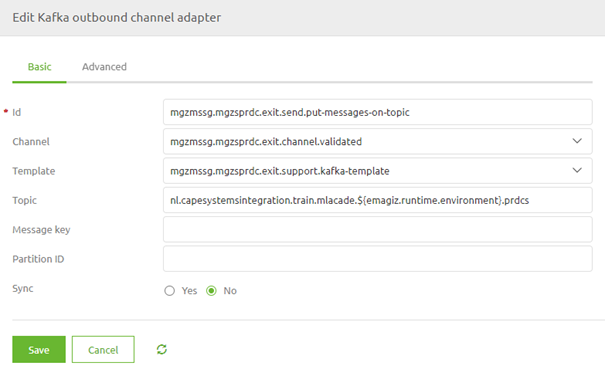 Edit Kafka outbound channel adapter
Basic Advanced
* Id mgzmssg.mgzsprdc.exit.send.put-messages-on-topic
Channel mgzmssg.mgzsprdc.exit.channel.validated
Template mgzmssg.mgzsprdc.exit.support.kafka-template
Topic nl.capesystemsintegration.train.mlacade.${emagiz.runtime.environment}.prdcs
Message key
Partition ID
Sync Yes No
Save Cancel